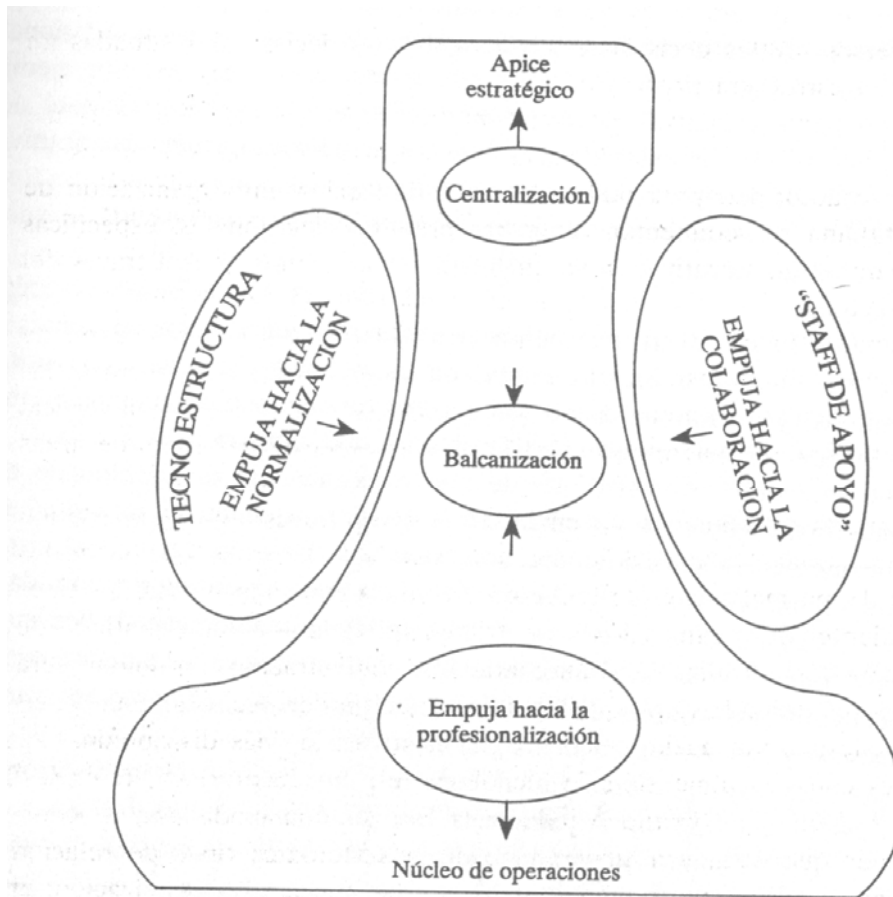 Apice
estratégico
Centralización
TECNO ESTRUCTURA
EMPUJA HACIA LA
NORMALIZACION
"STAFF DE APOYO"
EMPUJA HACIA LA
COLABORACION
Balcanización
Empuja hacia la
profesionalización
Núcleo de operaciones